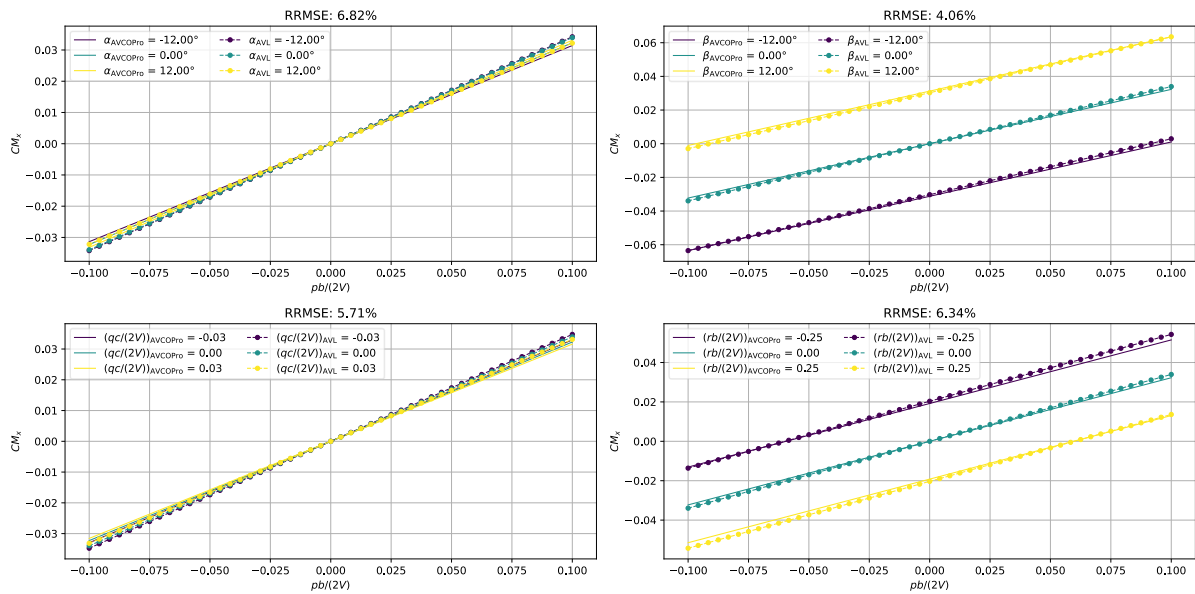 RRMSE: 6.82%
α_AVCOPro = -12.00° α_AVL = -12.00°
α_AVCOPro = 0.00° α_AVL = 0.00°
α_AVCOPro = 12.00° α_AVL = 12.00°
0.03
0.02
0.01
0.00
−0.01
−0.02
−0.03
CM_x
−0.100 −0.075 −0.050 −0.025 0.000 0.025 0.050 0.075 0.100
pb/(2V)
RRMSE: 4.06%
β_AVCOPro = -12.00° β_AVL = -12.00°
β_AVCOPro = 0.00° β_AVL = 0.00°
β_AVCOPro = 12.00° β_AVL = 12.00°
0.06
0.04
0.02
0.00
−0.02
−0.04
−0.06
CM_x
−0.100 −0.075 −0.050 −0.025 0.000 0.025 0.050 0.075 0.100
pb/(2V)
RRMSE: 5.71%
(qc/(2V))_AVCOPro = -0.03 (qc/(2V))_AVL = -0.03
(qc/(2V))_AVCOPro = 0.00 (qc/(2V))_AVL = 0.00
(qc/(2V))_AVCOPro = 0.03 (qc/(2V))_AVL = 0.03
0.03
0.02
0.01
0.00
−0.01
−0.02
−0.03
CM_x
−0.100 −0.075 −0.050 −0.025 0.000 0.025 0.050 0.075 0.100
pb/(2V)
RRMSE: 6.34%
(rb/(2V))_AVCOPro = -0.25 (rb/(2V))_AVL = -0.25
(rb/(2V))_AVCOPro = 0.00 (rb/(2V))_AVL = 0.00
(rb/(2V))_AVCOPro = 0.25 (rb/(2V))_AVL = 0.25
0.04
0.02
0.00
−0.02
−0.04
CM_x
−0.100 −0.075 −0.050 −0.025 0.000 0.025 0.050 0.075 0.100
pb/(2V)